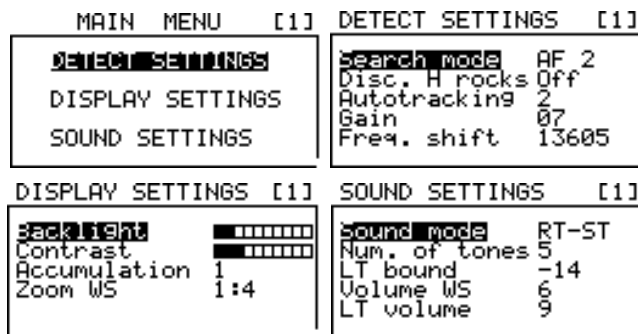 MAIN MENU [1]
DETECT SETTINGS
DISPLAY SETTINGS
SOUND SETTINGS
DETECT SETTINGS [1]
Search mode AF 2
Disc. H rocks Off
Autotracking 2
Gain 07
Freq. shift 13605
DISPLAY SETTINGS [1]
Backlight
Contrast
Accumulation 1
Zoom WS 1:4
SOUND SETTINGS [1]
Sound mode RT-ST
Num. of tones 5
LT bound -14
Volume WS 6
LT volume 9